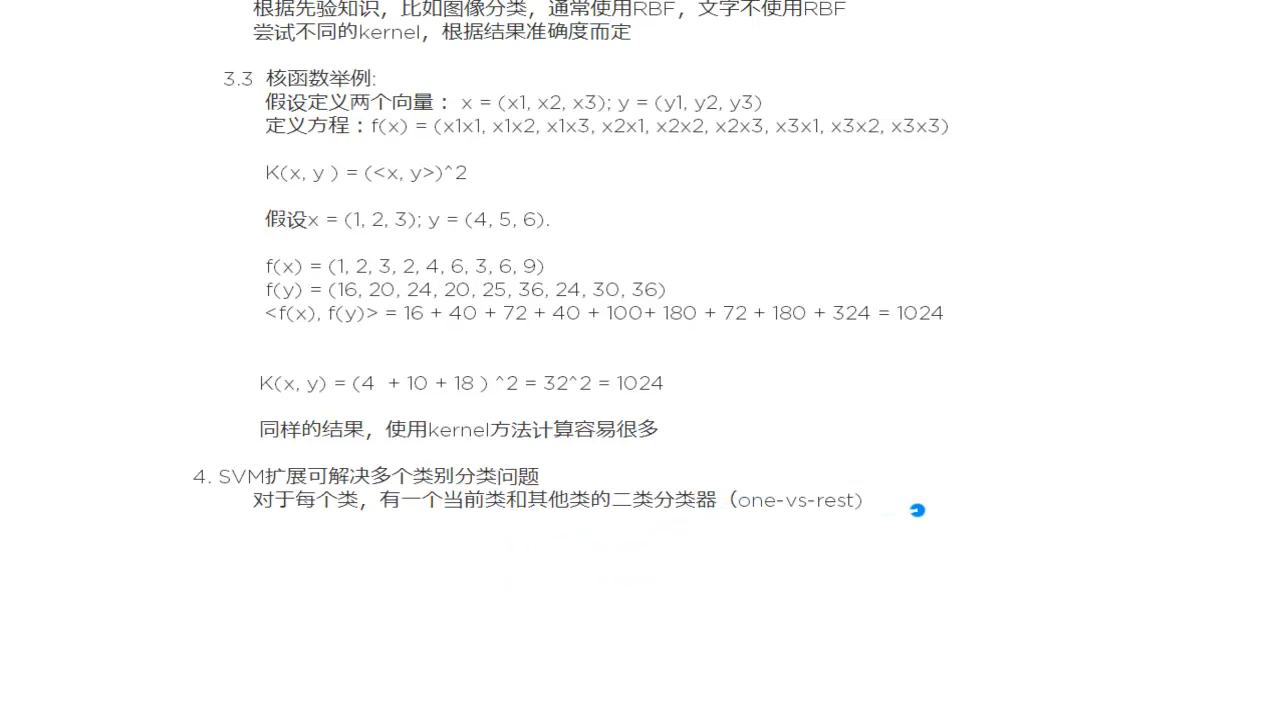 根据先验知识，比如图像分类，通常使用RBF，文字不使用RBF
尝试不同的kernel，根据结果准确度而定
3.3 核函数举例:
假设定义两个向量： x = (x1, x2, x3); y = (y1, y2, y3)
定义方程：f(x) = (x1x1, x1x2, x1x3, x2x1, x2x2, x2x3, x3x1, x3x2, x3x3)
K(x, y ) = (<x, y>)^2
假设x = (1, 2, 3); y = (4, 5, 6).
f(x) = (1, 2, 3, 2, 4, 6, 3, 6, 9)
f(y) = (16, 20, 24, 20, 25, 36, 24, 30, 36)
<f(x), f(y)> = 16 + 40 + 72 + 40 + 100+ 180 + 72 + 180 + 324 = 1024
K(x, y) = (4  + 10 + 18 ) ^2 = 32^2 = 1024
同样的结果，使用kernel方法计算容易很多
4. SVM扩展可解决多个类别分类问题
对于每个类，有一个当前类和其他类的二类分类器（one-vs-rest)